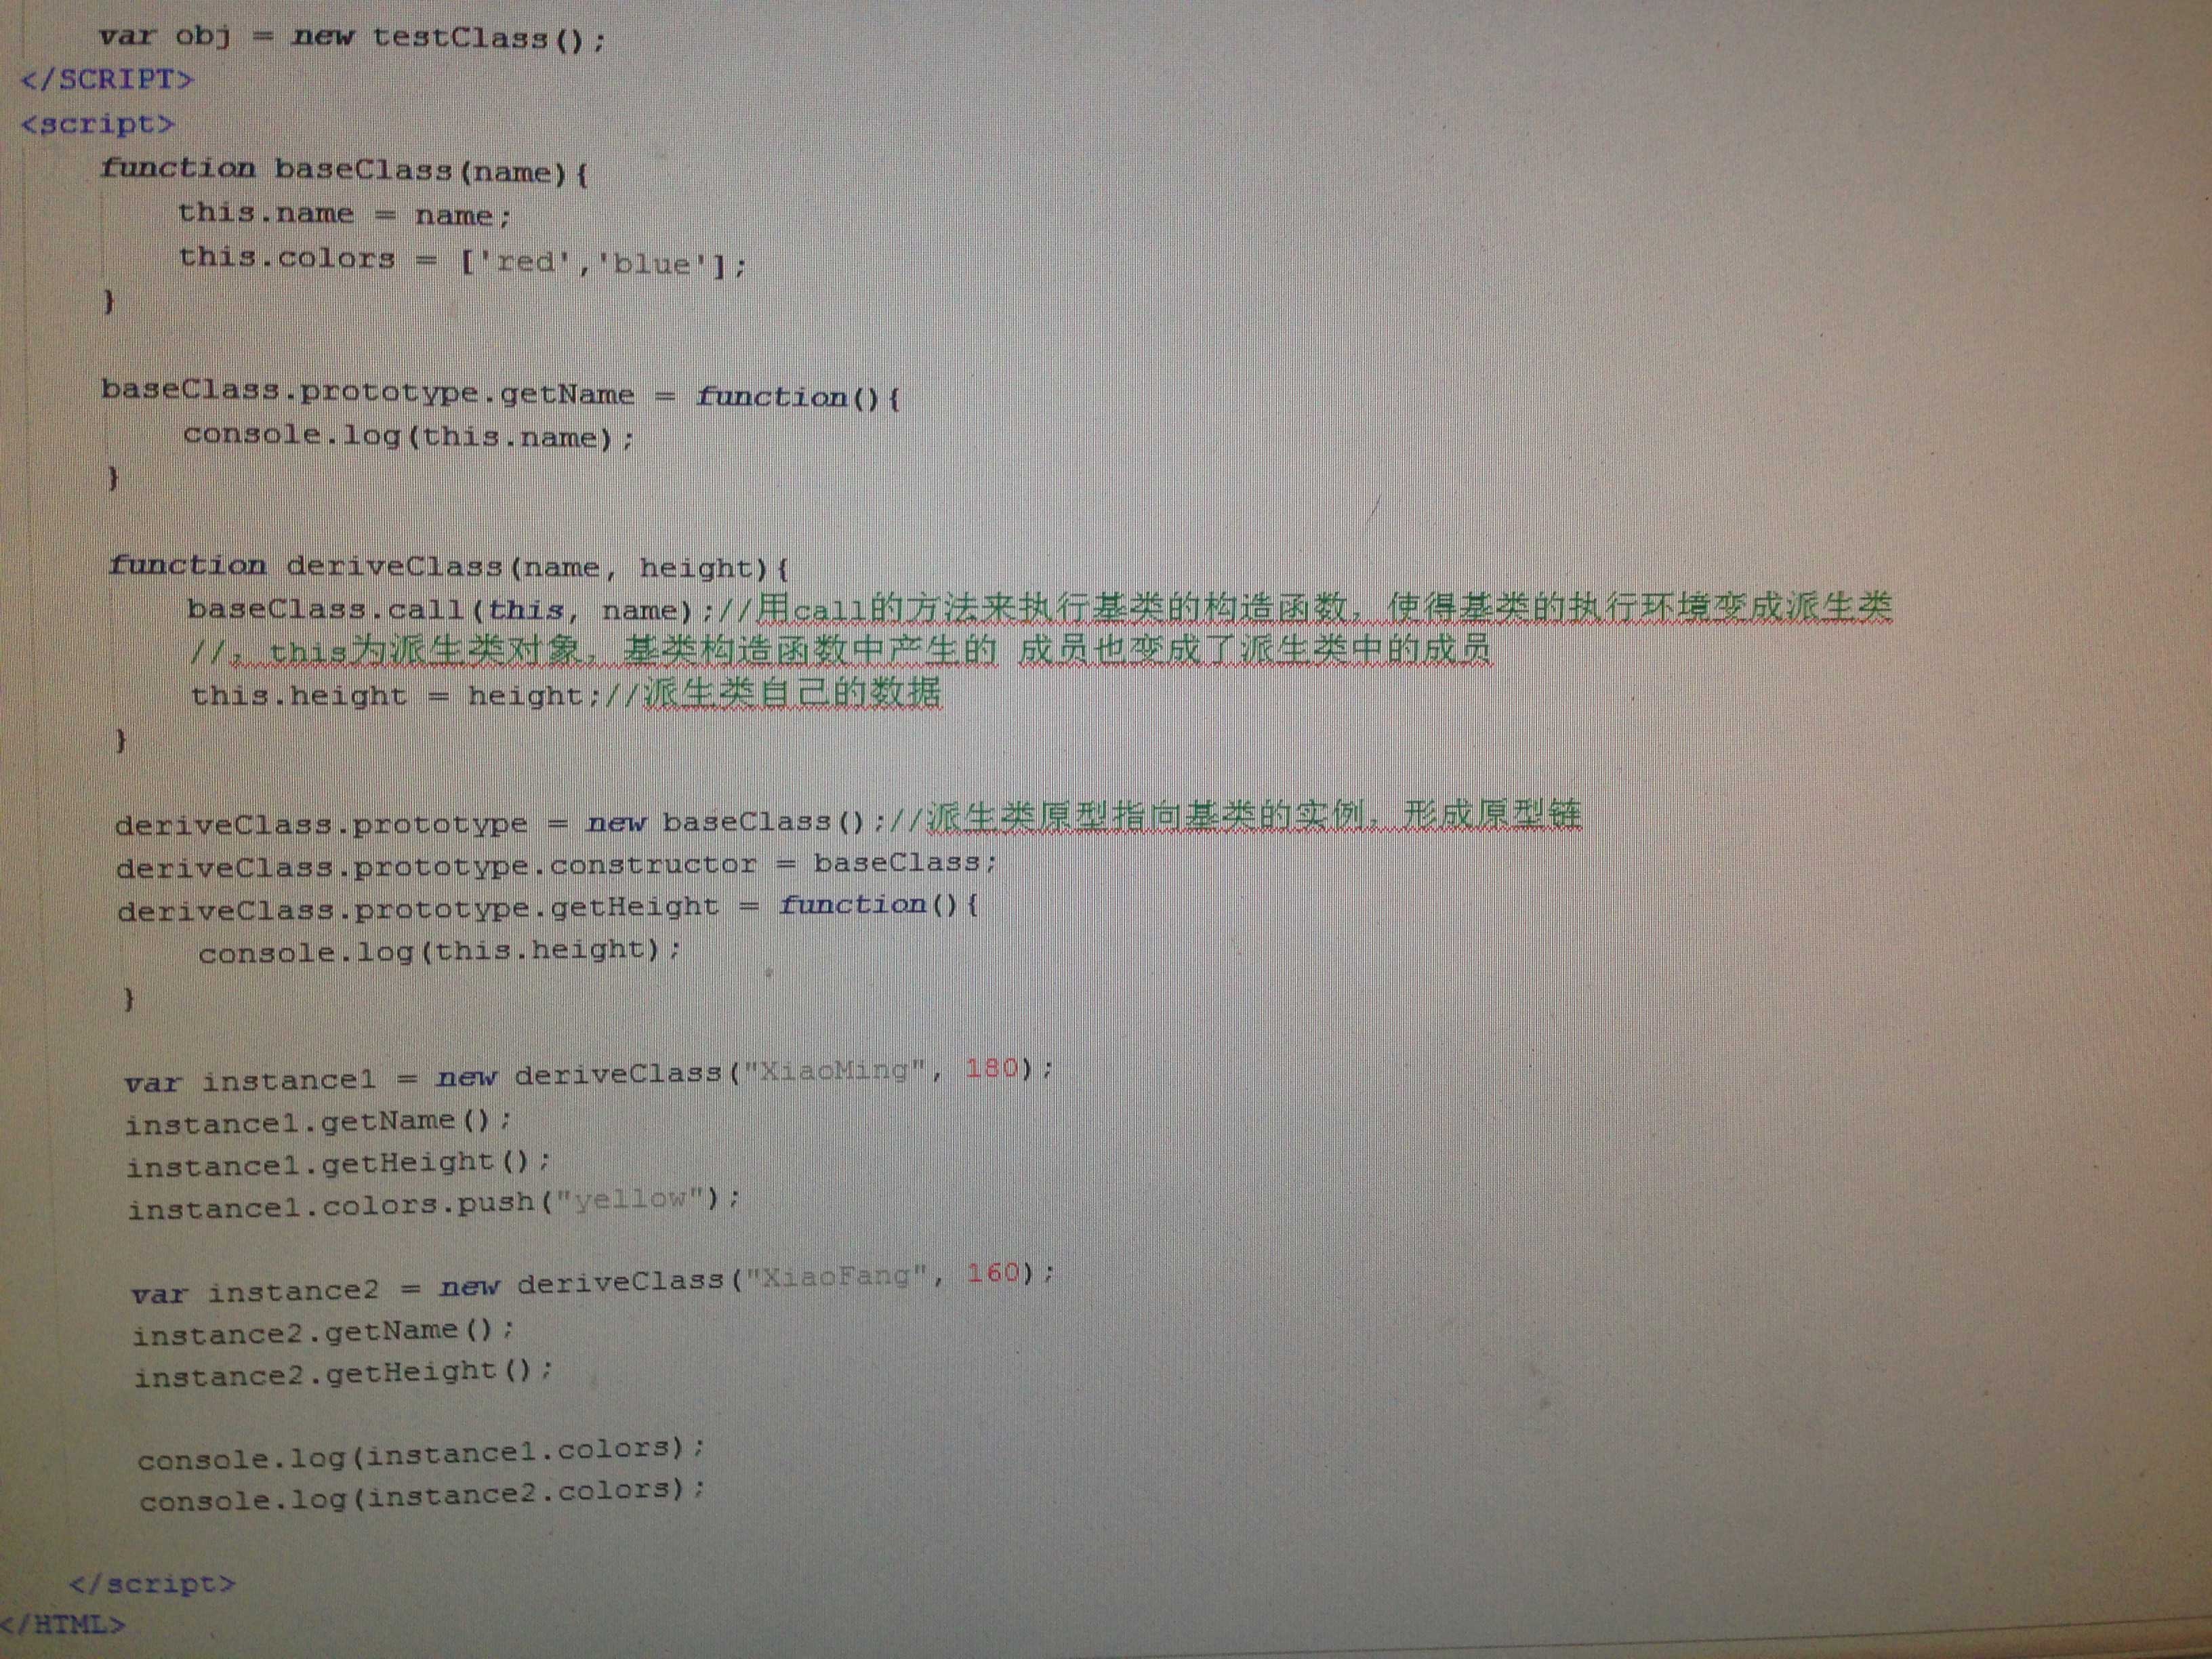 var obj = new testClass();
</SCRIPT>
<script>
function baseClass(name){
this.name = name;
this.colors = ['red','blue'];
}
baseClass.prototype.getName = function(){
console.log(this.name);
}
function deriveClass(name, height){
baseClass.call(this, name);//用call的方法来执行基类的构造函数，使得基类的执行环境变成派生类
//，this为派生类对象，基类构造函数中产生的 成员也变成了派生类中的成员
this.height = height;//派生类自己的数据
}
deriveClass.prototype = new baseClass();//派生类原型指向基类的实例，形成原型链
deriveClass.prototype.constructor = baseClass;
deriveClass.prototype.getHeight = function(){
console.log(this.height);
}
var instance1 = new deriveClass("XiaoMing", 180);
instance1.getName();
instance1.getHeight();
instance1.colors.push("yellow");
var instance2 = new deriveClass("XiaoFang", 160);
instance2.getName();
instance2.getHeight();
console.log(instance1.colors);
console.log(instance2.colors);
</script>
</HTML>